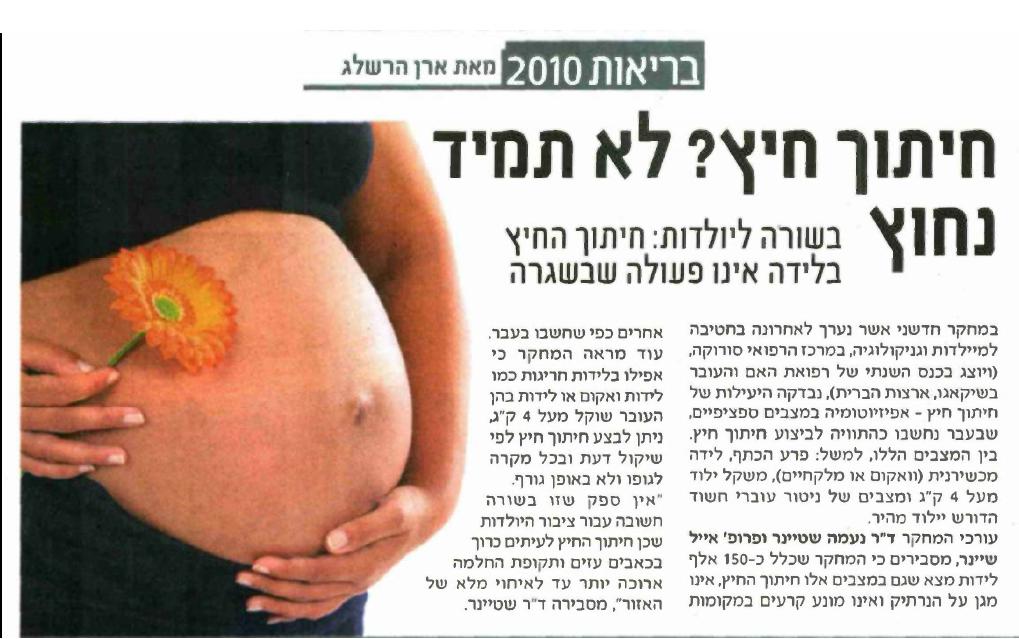 בריאות 2010 מאת ארן הרשלג
חיתוך חיץ? לא תמיד
נחוץ
בשורה ליולדות: חיתוך החיץ
בלידה אינו פעולה שבשגרה
במחקר חדשני אשר נערך לאחרונה בחטיבה
למיילדות וגניקולוגיה, במרכז הרפואי סורוקה,
(ויוצג בכנס השנתי של רפואת האם והעובר
בשיקאגו, ארצות הברית), נבדקה היעילות של
חיתוך חיץ - אפיזיוטומיה במצבים ספציפיים,
שבעבר נחשבו כהתוויה לביצוע חיתוך חיץ.
בין המצבים הללו, למשל: פרע הכתף, לידה
מכשירנית (וואקום או מלקחיים), משקל ילוד
מעל 4 ק"ג ומצבים של ניטור עוברי חשוד
הדורש יילוד מהיר.
עורכי המחקר ד"ר נעמה שטיינר ופרופ' אייל
שיינר, מסבירים כי המחקר שכלל כ-150 אלף
לידות מצא שגם במצבים אלו חיתוך החיץ, אינו
מגן על הנרתיק ואינו מונע קרעים במקומות
אחרים כפי שחשבו בעבר.
עוד מראה המחקר כי
אפילו בלידות חריגות כמו
לידות ואקום או לידות בהן
העובר שוקל מעל 4 ק"ג,
ניתן לבצע חיתוך חיץ לפי
שיקול דעת ובכל מקרה
לגופו ולא באופן גורף.
"אין ספק שזו בשורה
חשובה עבור ציבור היולדות
שכן חיתוך החיץ לעיתים כרוך
בכאבים עזים ותקופת החלמה
ארוכה יותר עד לאיחוי מלא של
האזור", מסבירה ד"ר שטיינר.